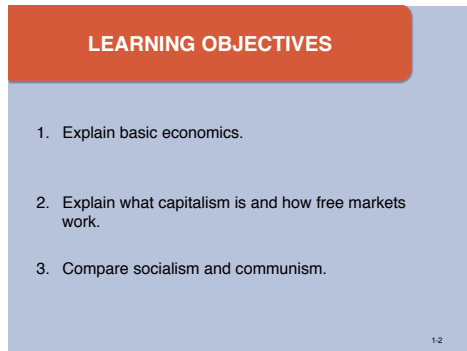 LEARNING OBJECTIVES
1. Explain basic economics.
2. Explain what capitalism is and how free markets
work.
3. Compare socialism and communism.
1-2